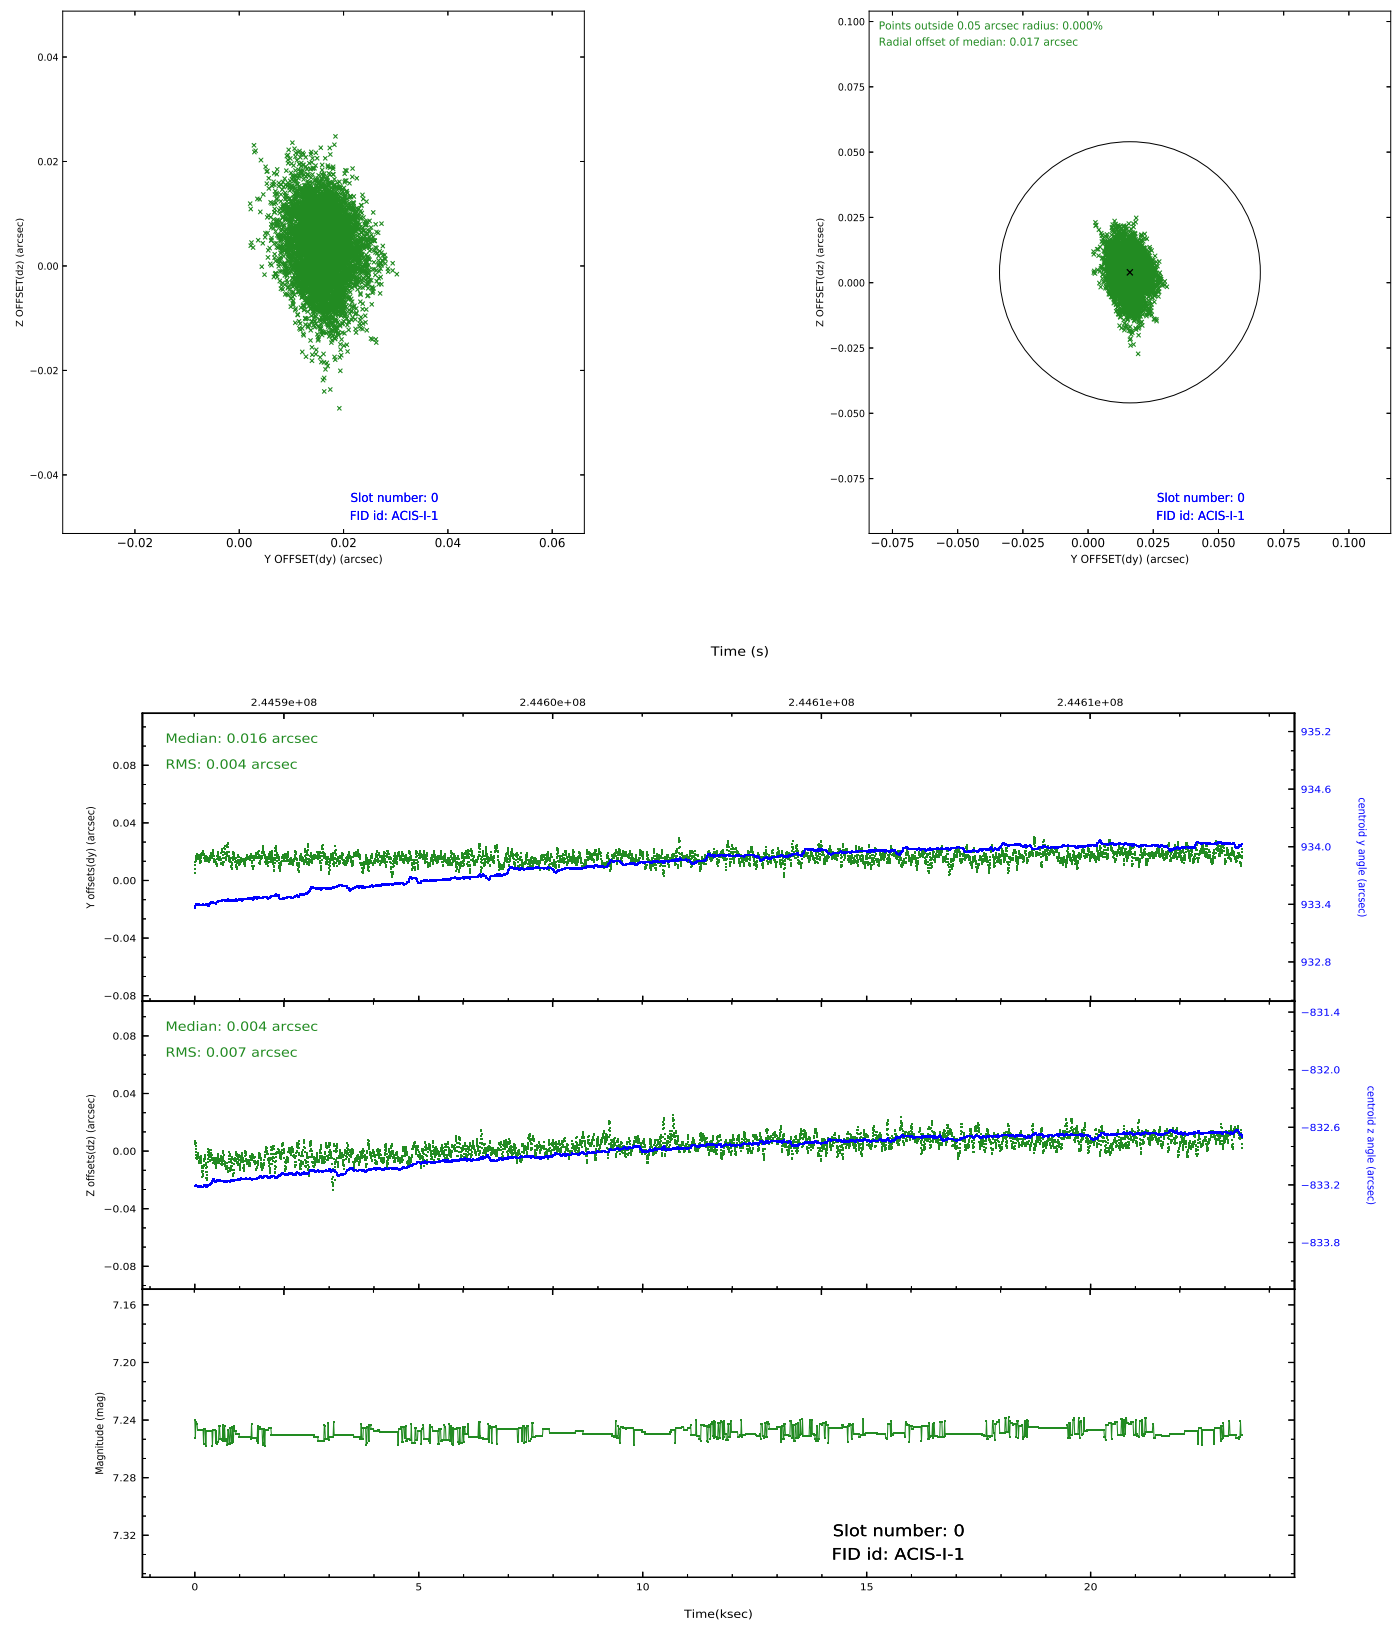 0.04
0.02
0.00
−0.02
−0.04
Z OFFSET(dz) (arcsec)
Slot number: 0
FID id: ACIS-I-1
−0.02 0.00 0.02 0.04 0.06
Y OFFSET(dy) (arcsec)
Points outside 0.05 arcsec radius: 0.000%
Radial offset of median: 0.017 arcsec
0.100
0.075
0.050
0.025
0.000
−0.025
−0.050
−0.075
Z OFFSET(dz) (arcsec)
Slot number: 0
FID id: ACIS-I-1
−0.075 −0.050 −0.025 0.000 0.025 0.050 0.075 0.100
Y OFFSET(dy) (arcsec)
Time (s)
2.4459e+08 2.4460e+08 2.4461e+08 2.4461e+08
Median: 0.016 arcsec
RMS: 0.004 arcsec
0.08
0.04
0.00
−0.04
−0.08
Y offsets(dy) (arcsec)
935.2
934.6
934.0
933.4
932.8
centroid y angle (arcsec)
Median: 0.004 arcsec
RMS: 0.007 arcsec
0.08
0.04
0.00
−0.04
−0.08
Z offsets(dz) (arcsec)
−831.4
−832.0
−832.6
−833.2
−833.8
centroid z angle (arcsec)
7.16
7.20
7.24
7.28
7.32
Magnitude (mag)
Slot number: 0
FID id: ACIS-I-1
0 5 10 15 20
Time(ksec)